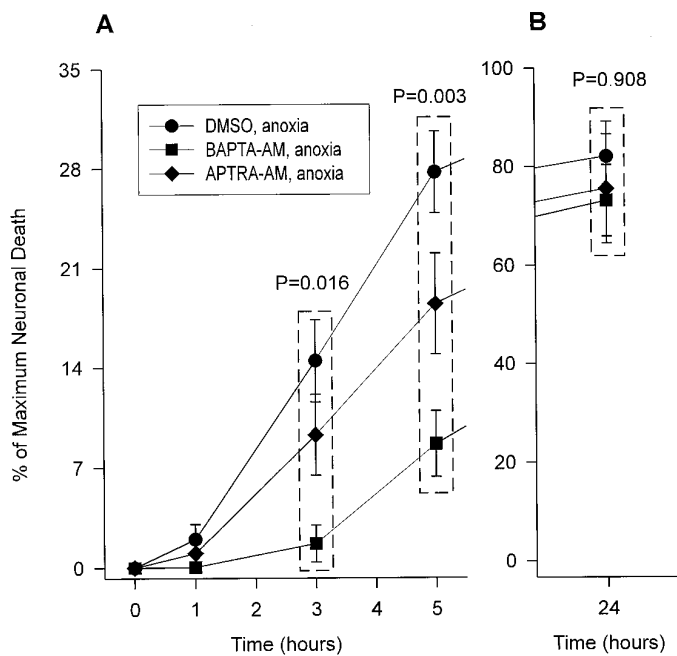 A
B
35
28
21
14
7
0
% of Maximum Neuronal Death
DMSO, anoxia
BAPTA-AM, anoxia
APTRA-AM, anoxia
P=0.016
P=0.003
0 1 2 3 4 5
Time (hours)
100
80
60
40
20
0
P=0.908
24
Time (hours)